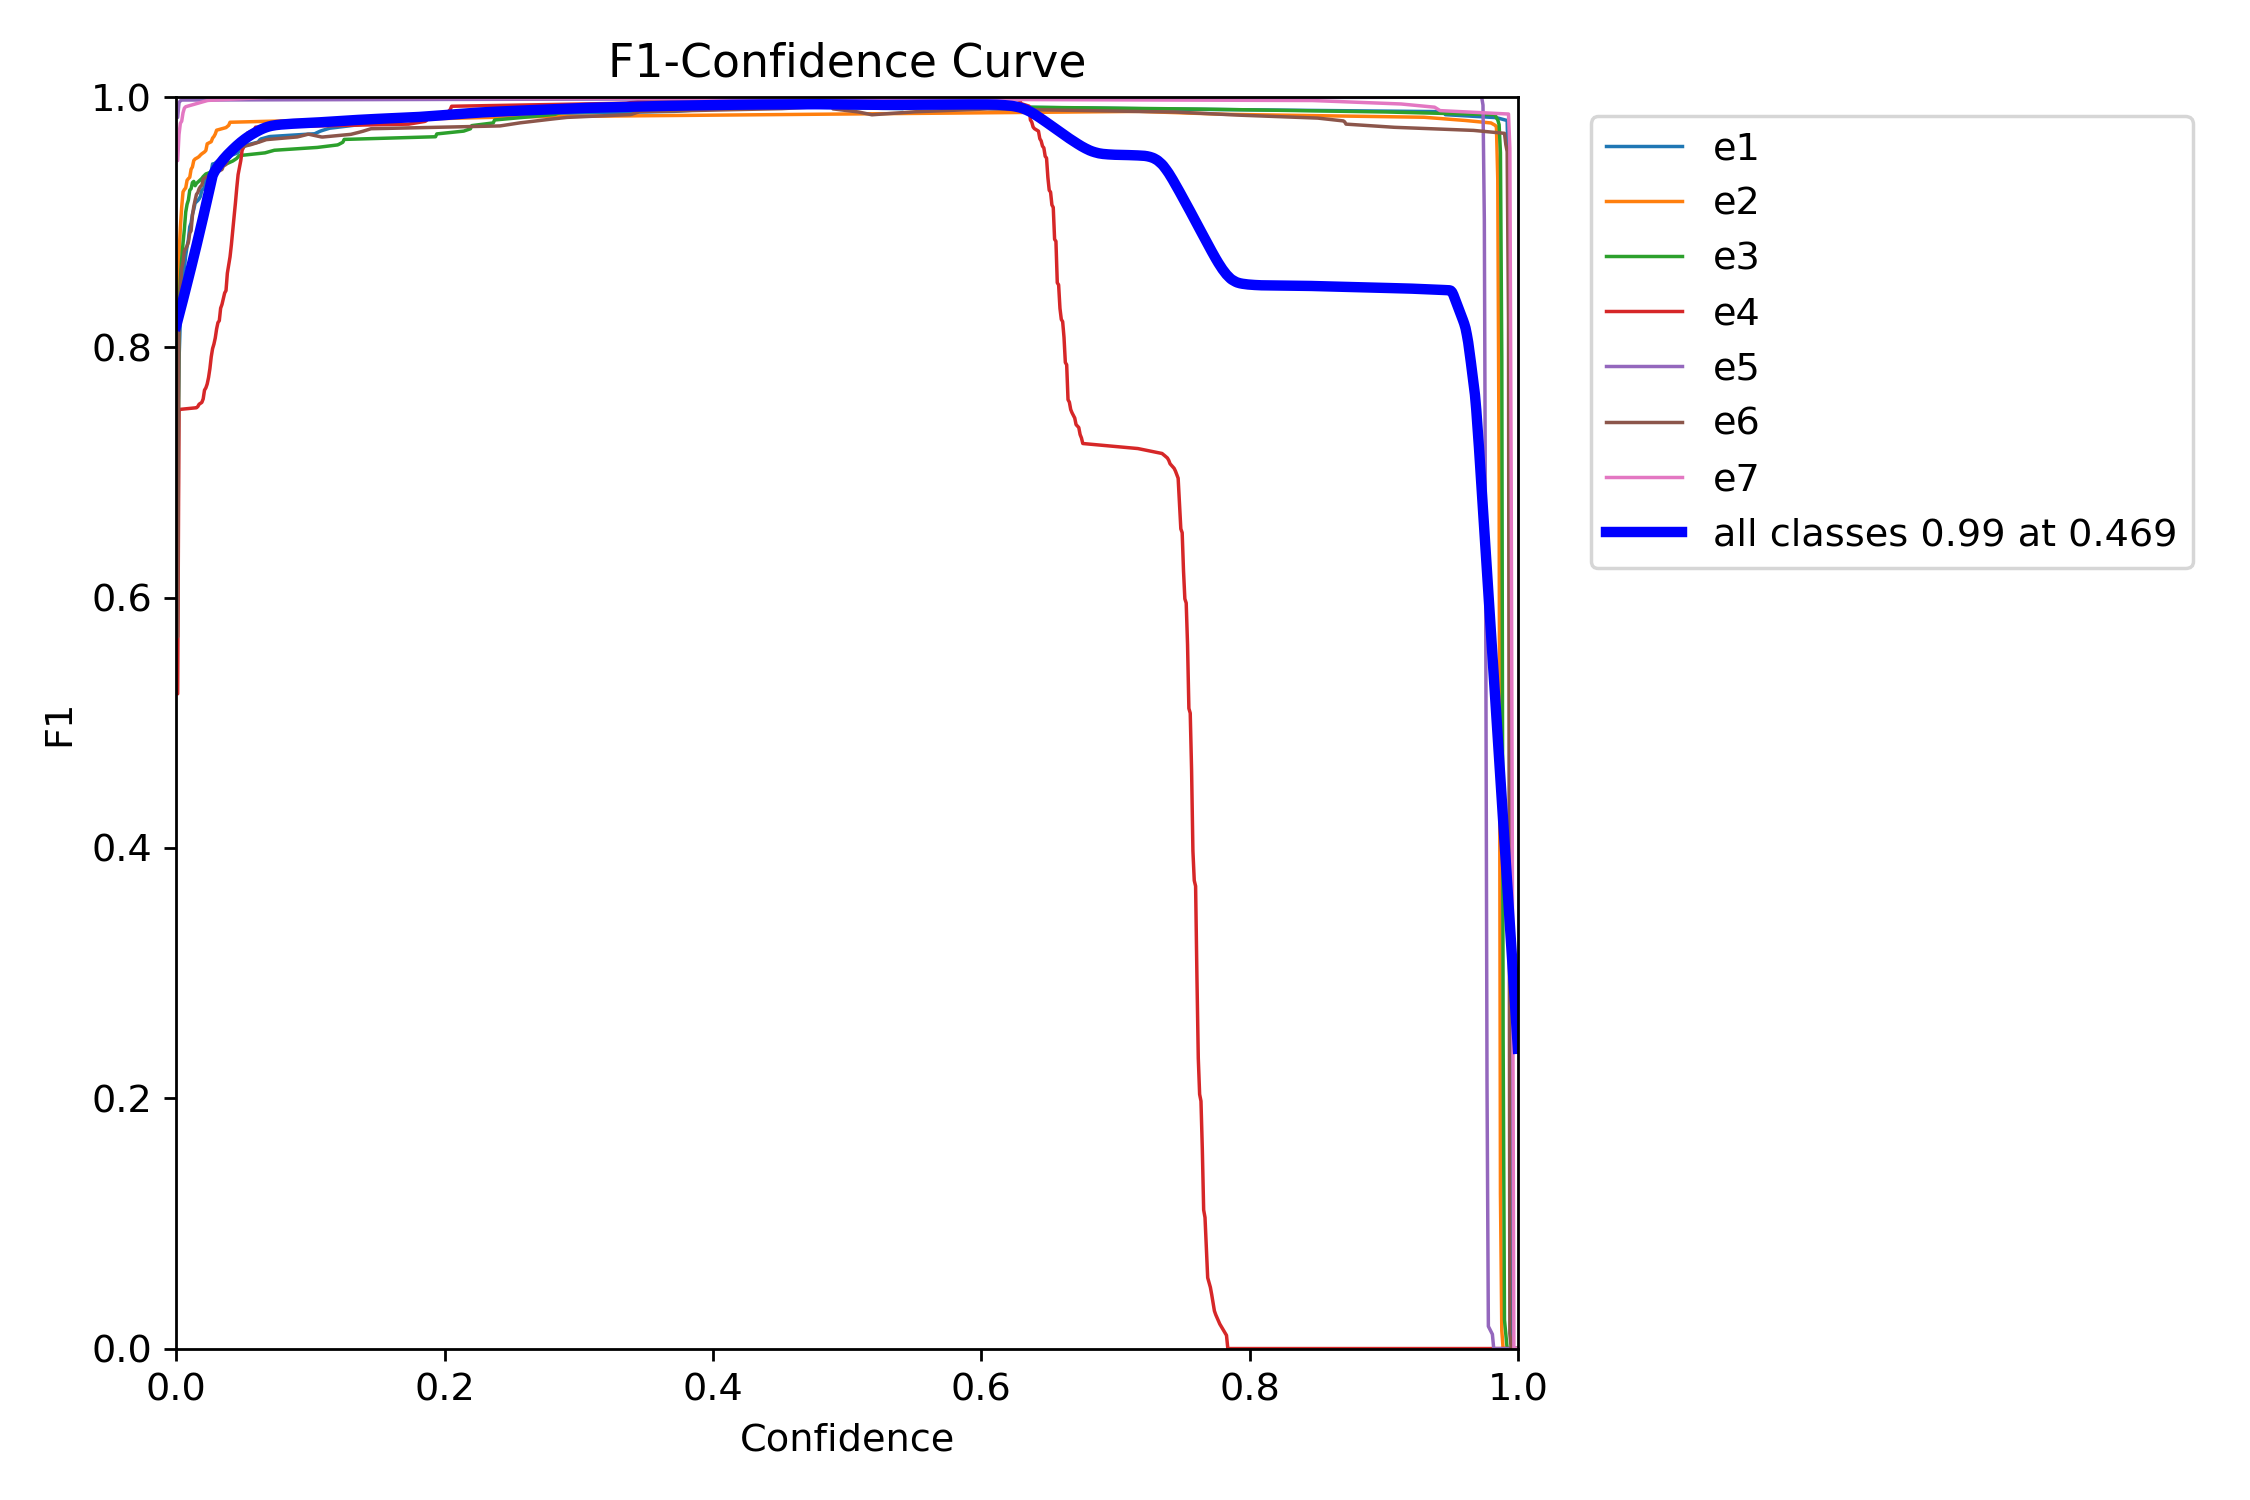 F1-Confidence Curve
1.0
0.8
0.6
0.4
0.2
0.0
F1
0.0 0.2 0.4 0.6 0.8 1.0
Confidence
e1
e2
e3
e4
e5
e6
e7
all classes 0.99 at 0.469